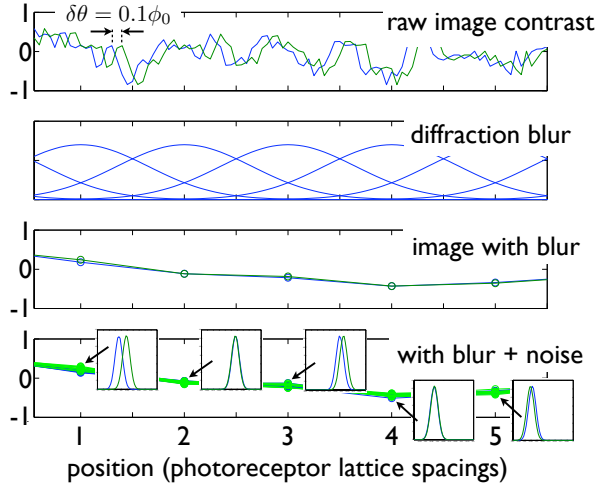 δθ = 0.1ϕ₀
raw image contrast
1
0
-1
diffraction blur
1
image with blur
0
-1
1
with blur + noise
0
-1
1 2 3 4 5
position (photoreceptor lattice spacings)